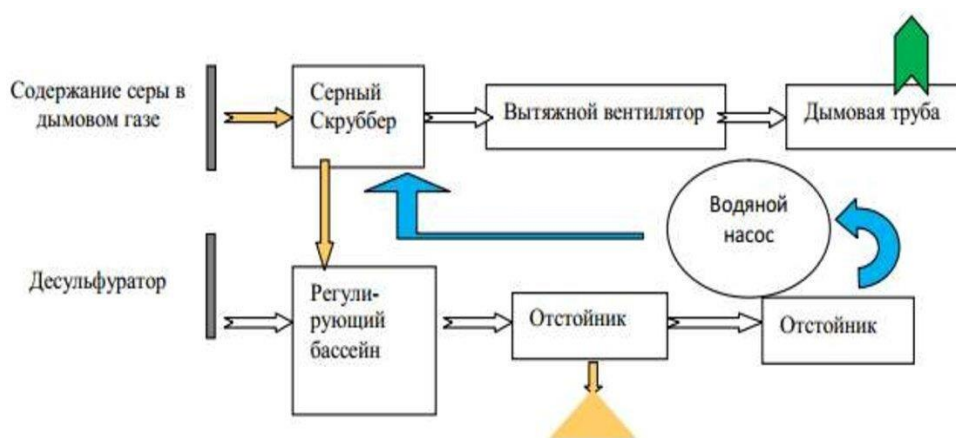 Содержание серы в
дымовом газе
Серный
Скруббер
Вытяжной вентилятор
Дымовая труба
Водяной
насос
Десульфуратор
Регули-
рующий
бассейн
Отстойник
Отстойник